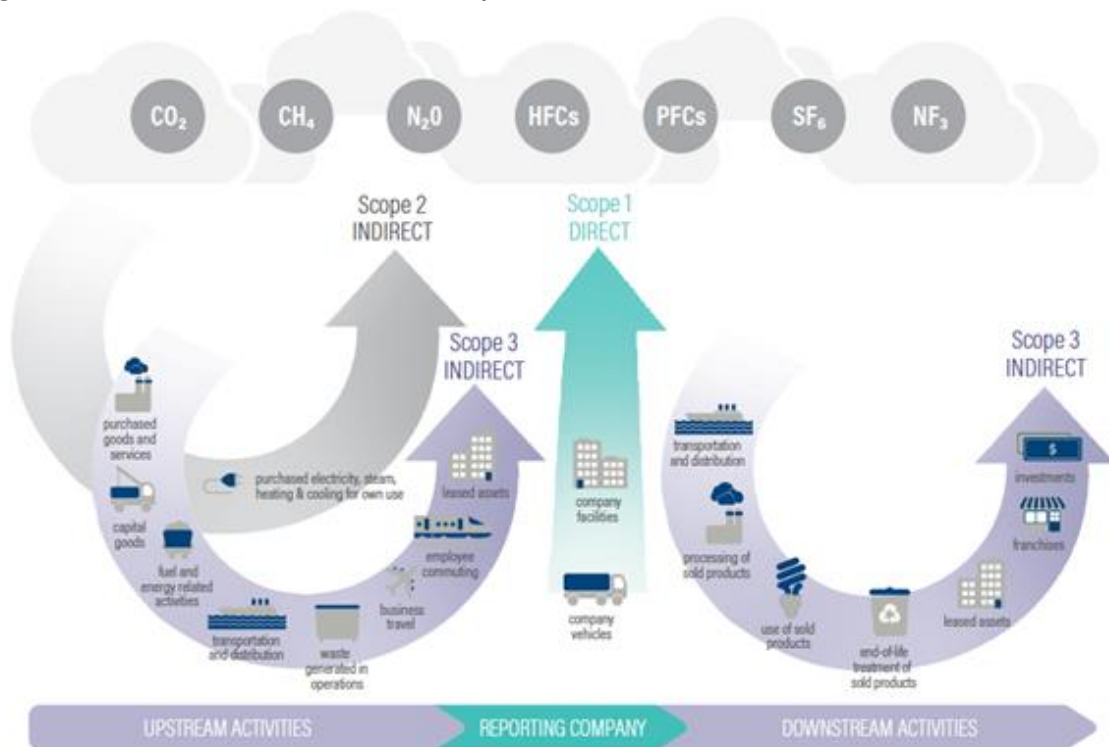 CO₂
CH₄
N₂0
HFCs
PFCs
SF₆
NF₃
Scope 2
INDIRECT
Scope 1
DIRECT
Scope 3
INDIRECT
Scope 3
INDIRECT
purchased
goods and
services
capital
goods
fuel and
energy related
activities
transportation
and distribution
waste
generated in
operations
business
travel
employee
commuting
leased assets
purchased electricity, steam,
heating & cooling for own use
company
facilities
company
vehicles
transportation
and distribution
processing of
sold products
use of sold
products
end-of-life
treatment of
sold products
leased assets
franchises
investments
$
UPSTREAM ACTIVITIES
REPORTING COMPANY
DOWNSTREAM ACTIVITIES